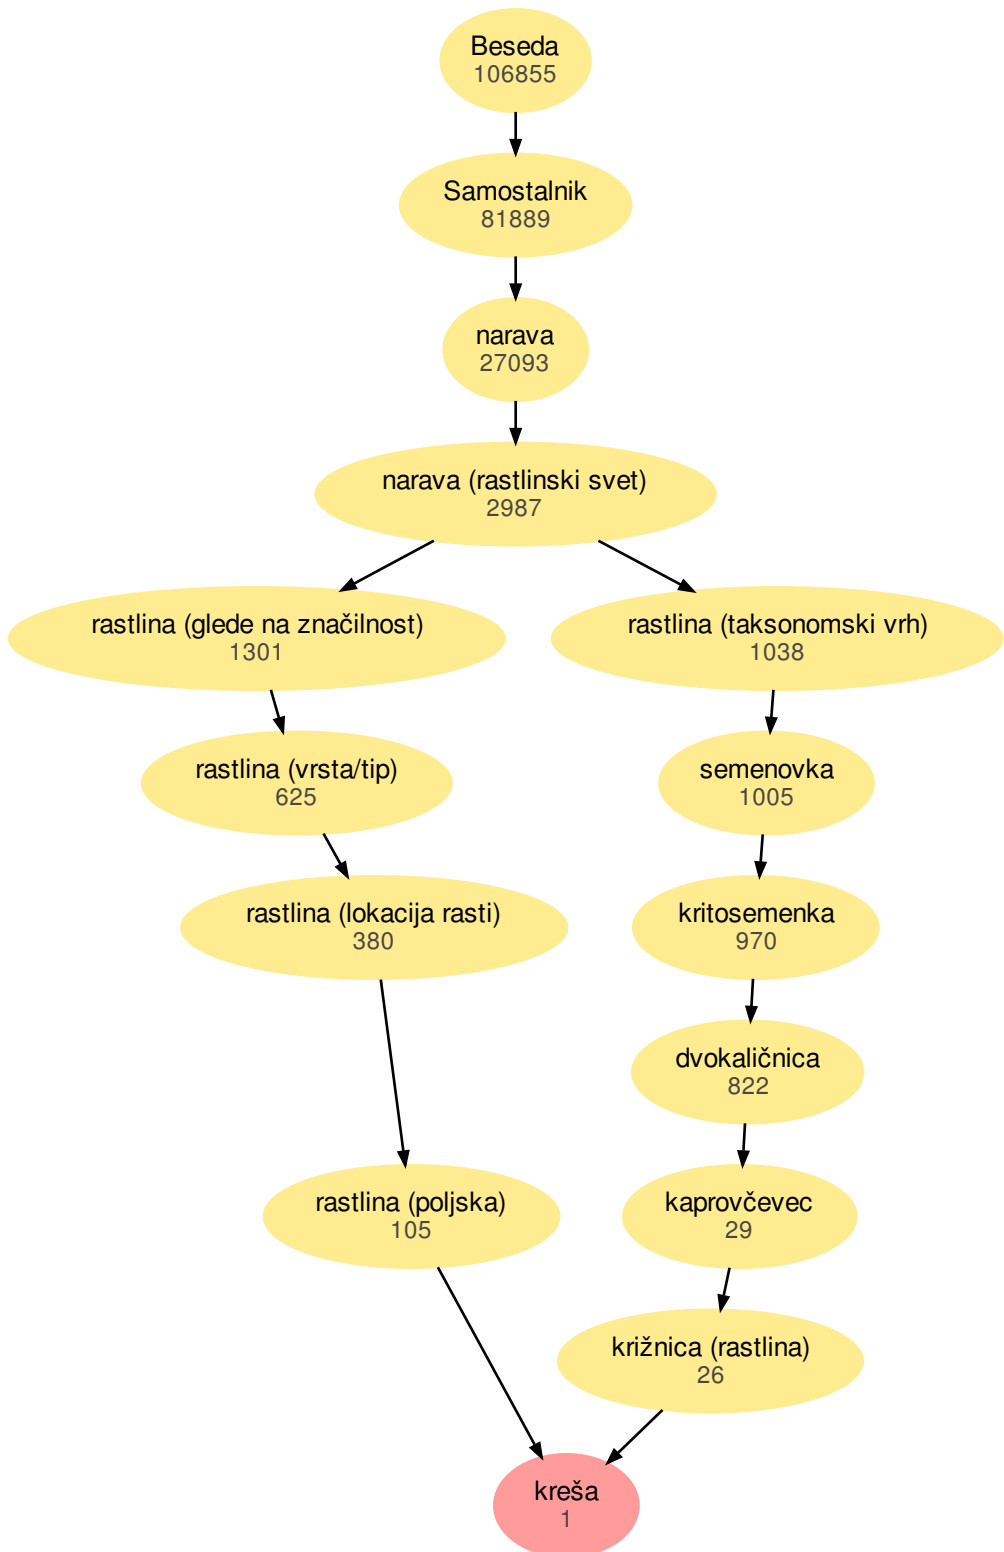 Beseda
106855
Samostalnik
81889
narava
27093
narava (rastlinski svet)
2987
rastlina (glede na značilnost)
1301
rastlina (taksonomski vrh)
1038
rastlina (vrsta/tip)
625
semenovka
1005
rastlina (lokacija rasti)
380
kritosemenka
970
dvokaličnica
822
rastlina (poljska)
105
kaprovčevec
29
križnica (rastlina)
26
kreša
1